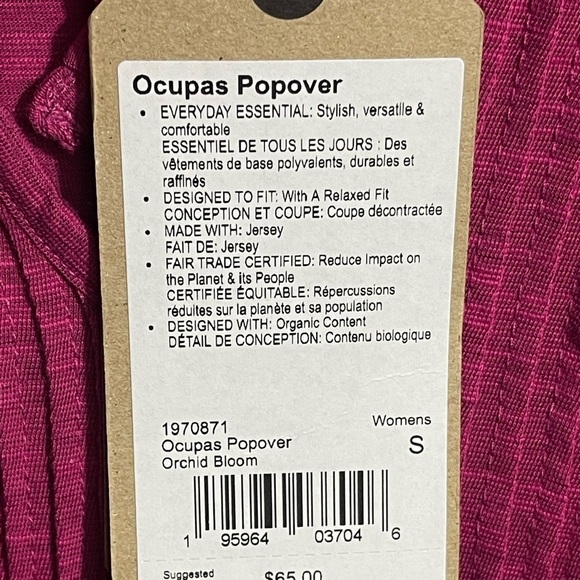 Ocupas Popover
• EVERYDAY ESSENTIAL: Stylish, versatile &
comfortable
ESSENTIEL DE TOUS LES JOURS : Des
vêtements de base polyvalents, durables et
raffinés
• DESIGNED TO FIT: With A Relaxed Fit
CONCEPTION ET COUPE: Coupe décontractée
• MADE WITH: Jersey
FAIT DE: Jersey
• FAIR TRADE CERTIFIED: Reduce Impact on
the Planet & its People
CERTIFIÉE ÉQUITABLE: Répercussions
réduites sur la planète et sa population
• DESIGNED WITH: Organic Content
DÉTAIL DE CONCEPTION: Contenu biologique
1970871 Womens
Ocupas Popover S
Orchid Bloom
1 95964 03704 6
Suggested $65.00